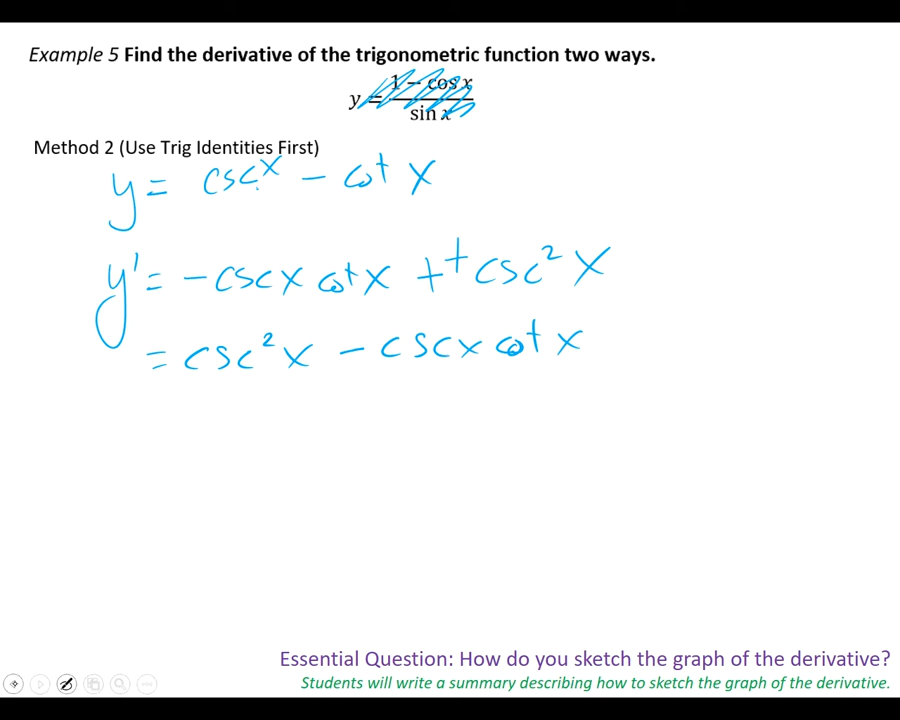 Example 5 Find the derivative of the trigonometric function two ways.
y = (1 − cos x)/(sin x)
Method 2 (Use Trig Identities First)
y = csc x − cot x
y' = −csc x cot x + + csc² x
= csc² x − csc x cot x
Essential Question: How do you sketch the graph of the derivative?
Students will write a summary describing how to sketch the graph of the derivative.